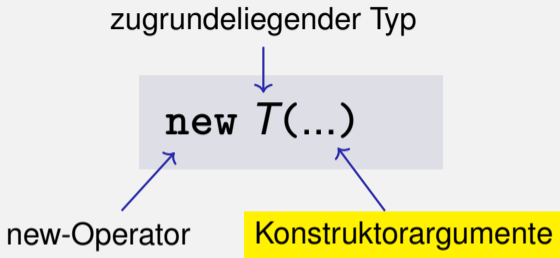 zugrundeliegender Typ
new T(...)
new-Operator
Konstruktorargumente